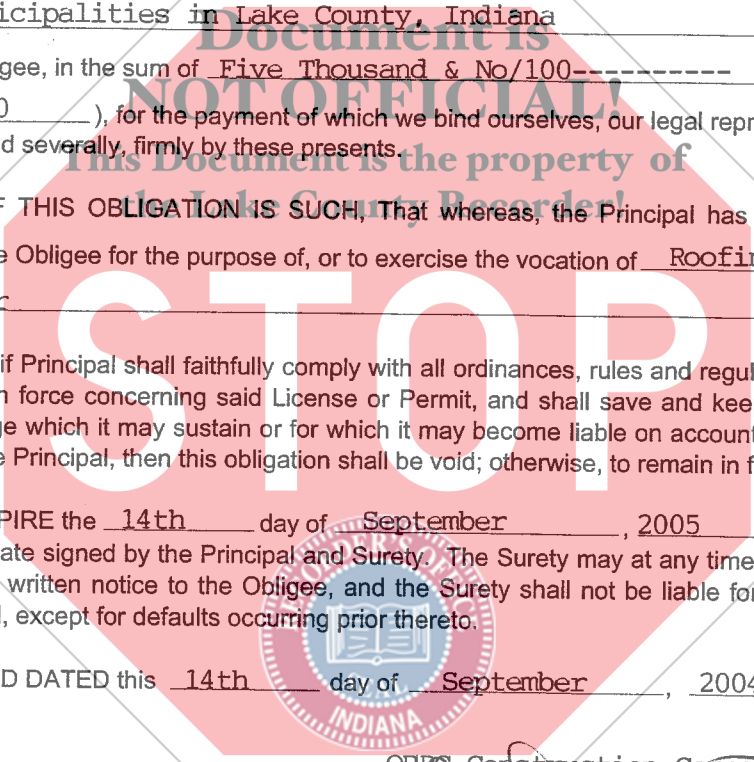 icipalities in Lake County, Indiana
Document is
gee, in the sum of Five Thousand & No/100----------
NOT OFFICIAL!
0 ), for the payment of which we bind ourselves, our legal repr
d severally, firmly by these presents.
This Document is the property of
the Lake County Recorder!
F THIS OBLIGATION IS SUCH, That whereas, the Principal has
e Obligee for the purpose of, or to exercise the vocation of Roofin
r
STOP
if Principal shall faithfully comply with all ordinances, rules and regul
n force concerning said License or Permit, and shall save and kee
ge which it may sustain or for which it may become liable on account
e Principal, then this obligation shall be void; otherwise, to remain in f
PIRE the 14th day of September , 2005
ate signed by the Principal and Surety. The Surety may at any time
written notice to the Obligee, and the Surety shall not be liable for
, except for defaults occurring prior thereto.
D DATED this 14th day of September , 2004
INDIANA